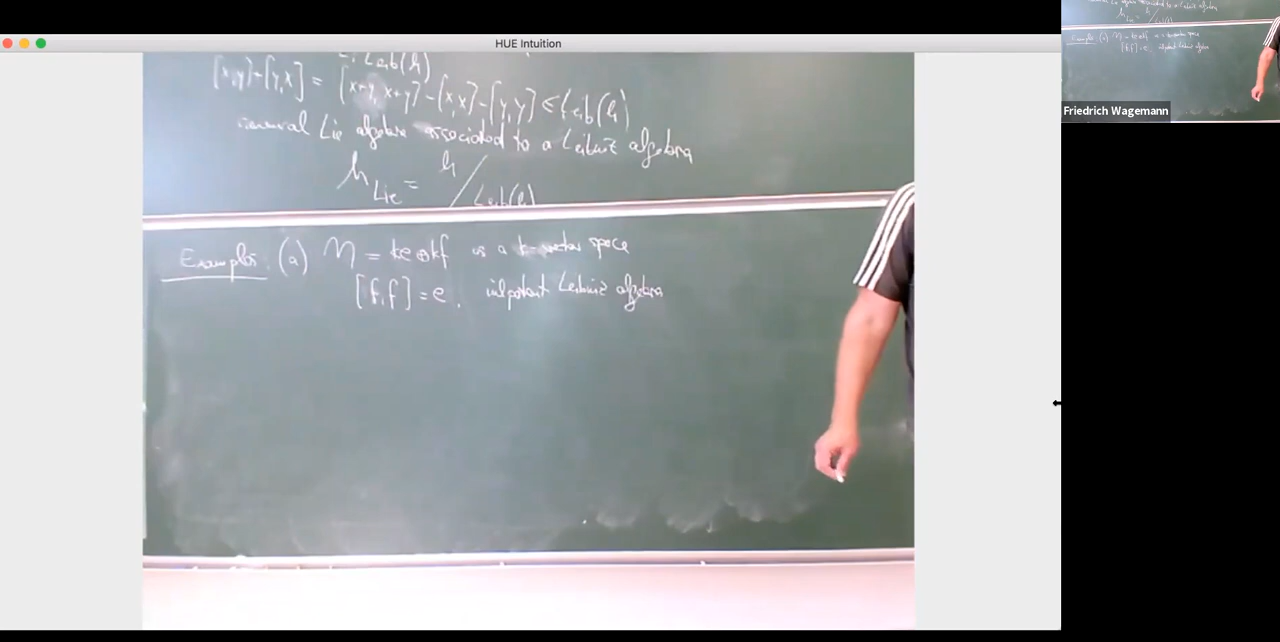 HUE Intuition
Leib(h)
[x,y]+[y,x] = [x+y,x+y]-[x,x]-[y,y] ∈ Leib(h)
Lie algebra associated to a Leibniz algebra
h_Lie = h/Leib(h)
Examples: (a) N = ke⊕kf as a k-vector space
[f,f] = e, nilpotent Leibniz algebra
Friedrich Wagemann